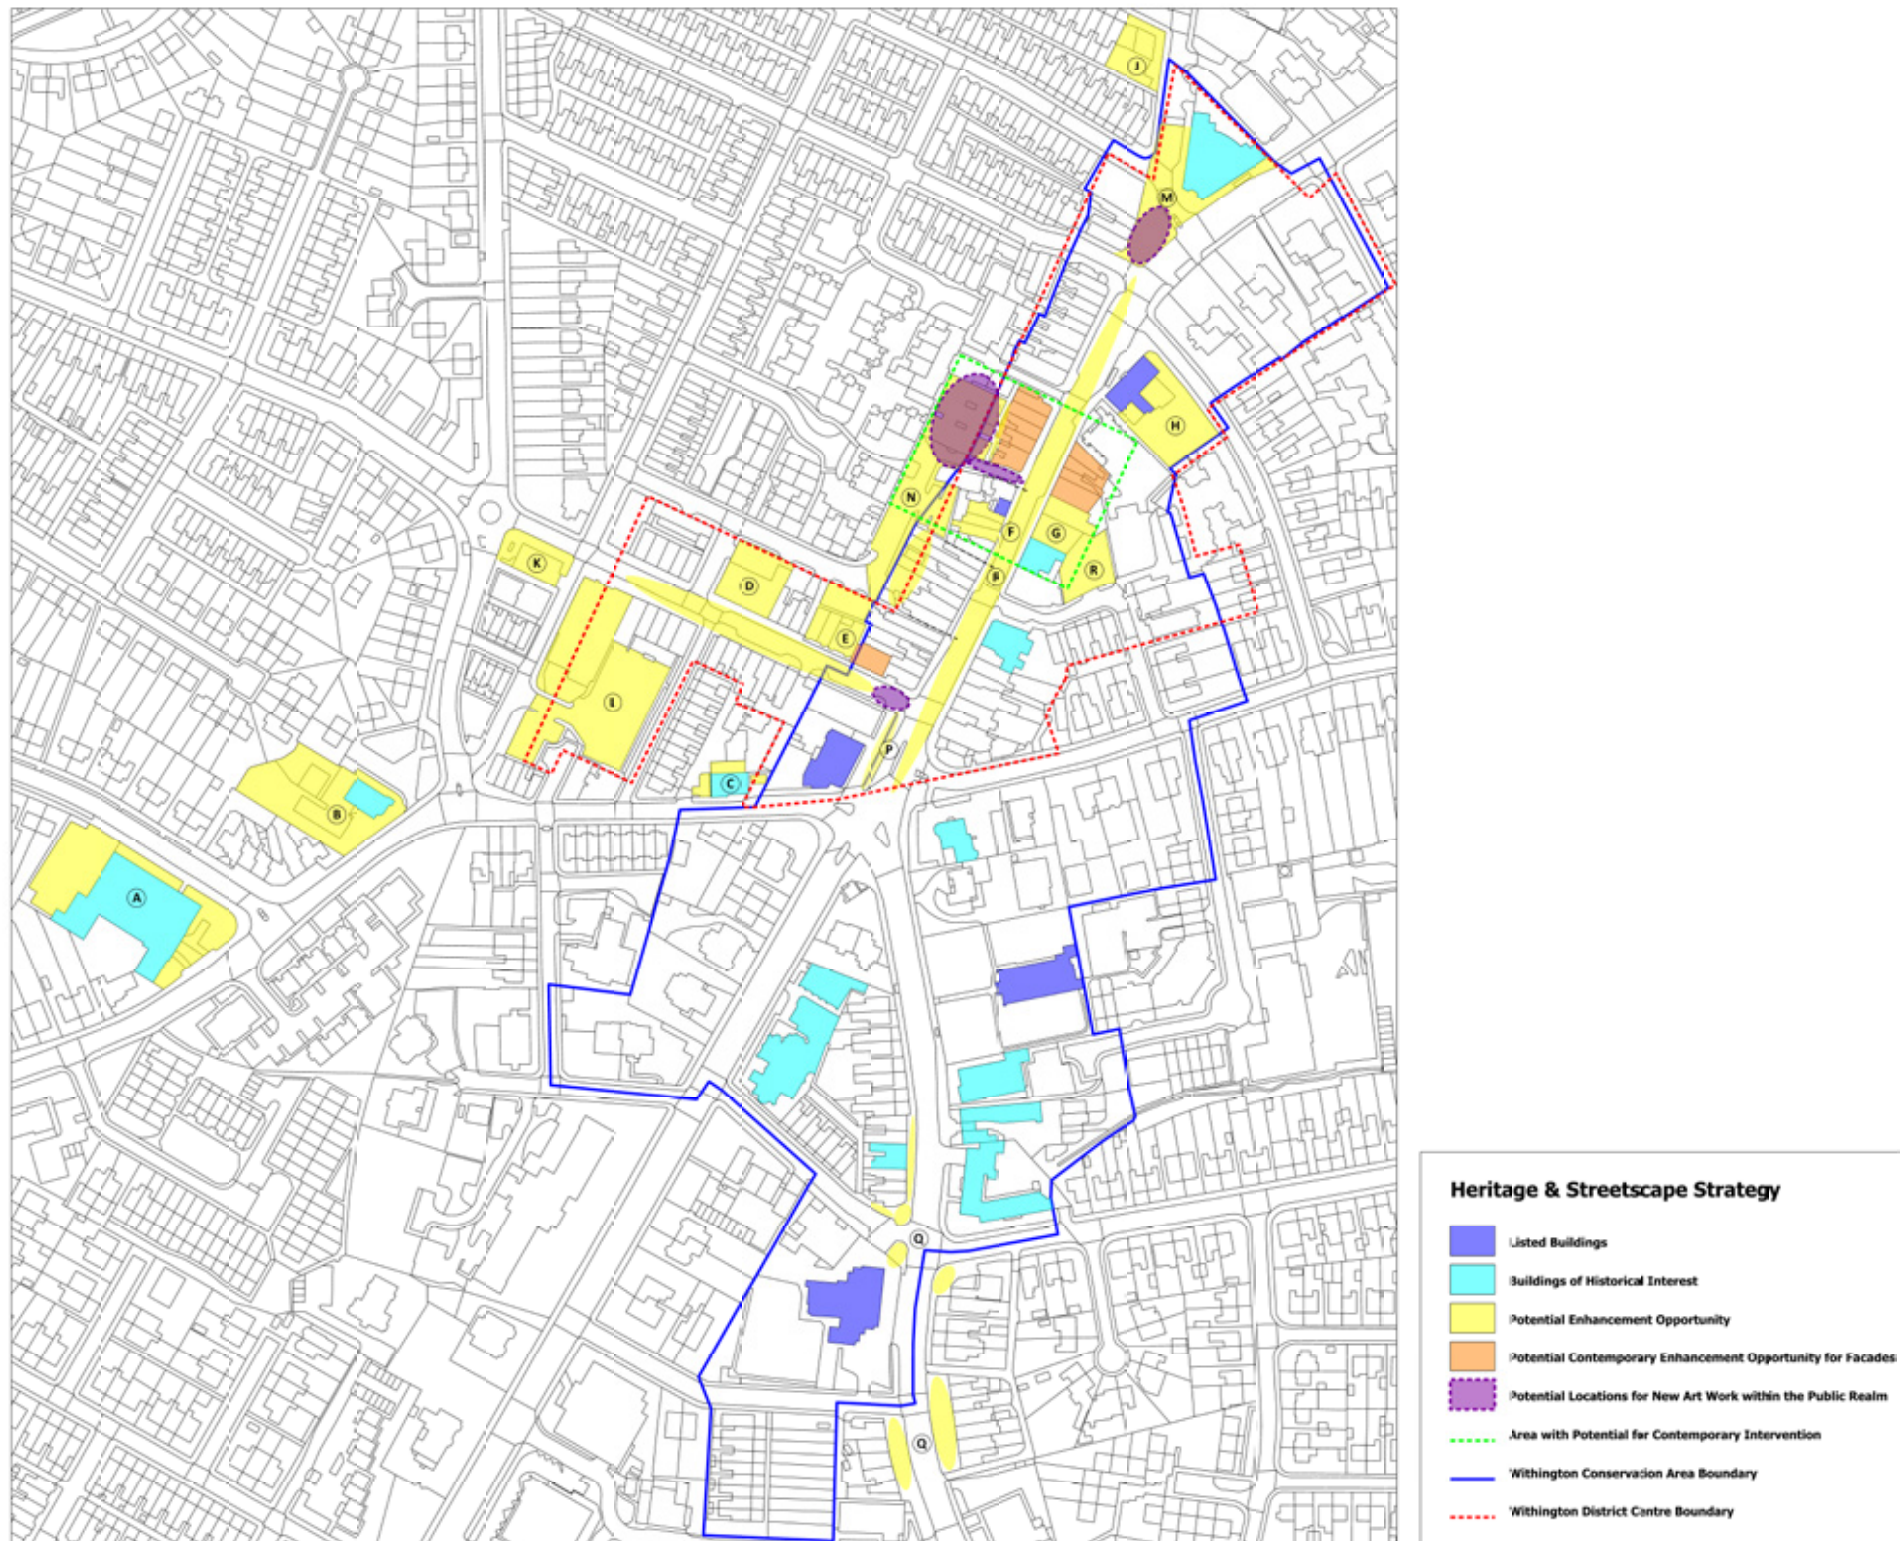 J
M
H
N
F
G
R
K
D
E
P
C
B
A
Q
Q
Heritage & Streetscape Strategy
Listed Buildings
Buildings of Historical Interest
Potential Enhancement Opportunity
Potential Contemporary Enhancement Opportunity for Facades
Potential Locations for New Art Work within the Public Realm
Area with Potential for Contemporary Intervention
Withington Conservation Area Boundary
Withington District Centre Boundary